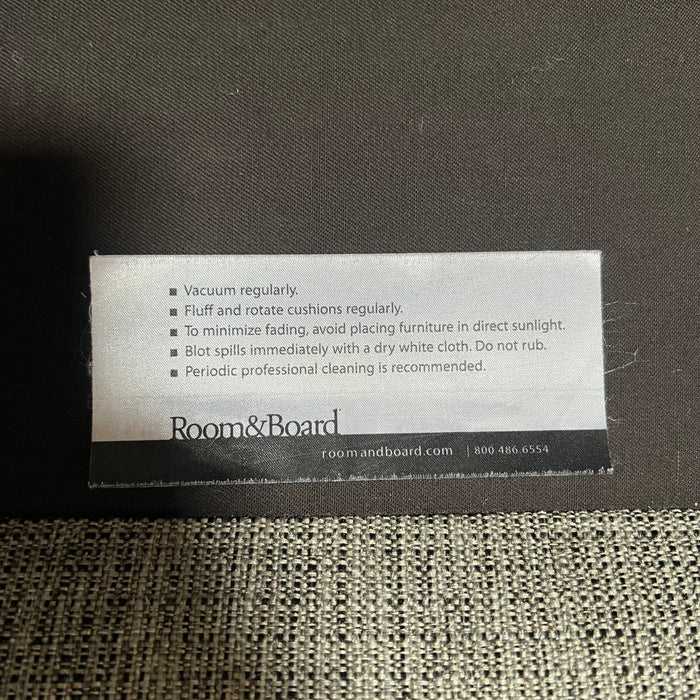 ■ Vacuum regularly.
■ Fluff and rotate cushions regularly.
■ To minimize fading, avoid placing furniture in direct sunlight.
■ Blot spills immediately with a dry white cloth. Do not rub.
■ Periodic professional cleaning is recommended.
Room&Board
roomandboard.com | 800.486.6554